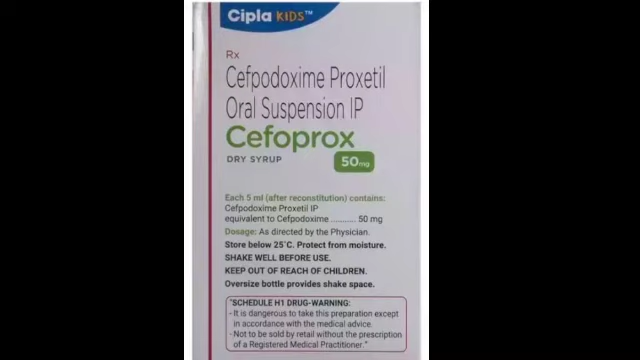 Cipla KIDS™
Rx
Cefpodoxime Proxetil
Oral Suspension IP
Cefoprox
DRY SYRUP
50mg
Each 5 ml (after reconstitution) contains:
Cefpodoxime Proxetil IP
equivalent to Cefpodoxime ........... 50 mg
Dosage: As directed by the Physician.
Store below 25°C. Protect from moisture.
SHAKE WELL BEFORE USE.
KEEP OUT OF REACH OF CHILDREN.
Oversize bottle provides shake space.
"SCHEDULE H1 DRUG-WARNING:
- It is dangerous to take this preparation except
in accordance with the medical advice.
- Not to be sold by retail without the prescription
of a Registered Medical Practitioner."